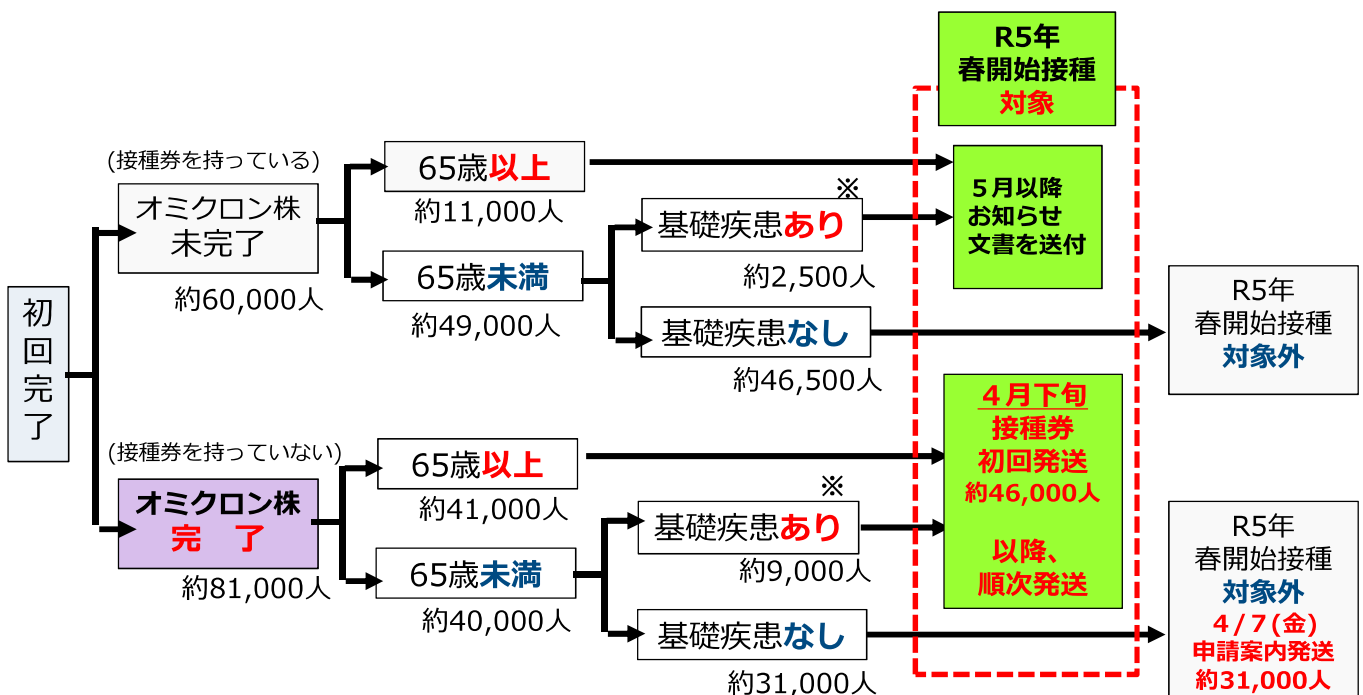 R5年
春開始接種
対象
(接種券を持っている)
オミクロン株
未完了
約60,000人
65歳以上
約11,000人
65歳未満
約49,000人
※
基礎疾患あり
約2,500人
基礎疾患なし
約46,500人
５月以降
お知らせ
文書を送付
R5年
春開始接種
対象外
初
回
完
了
(接種券を持っていない)
オミクロン株
完　了
約81,000人
65歳以上
約41,000人
65歳未満
約40,000人
※
基礎疾患あり
約9,000人
基礎疾患なし
約31,000人
４月下旬
接種券
初回発送
約46,000人
以降、
順次発送
R5年
春開始接種
対象外
４/７(金)
申請案内発送
約31,000人